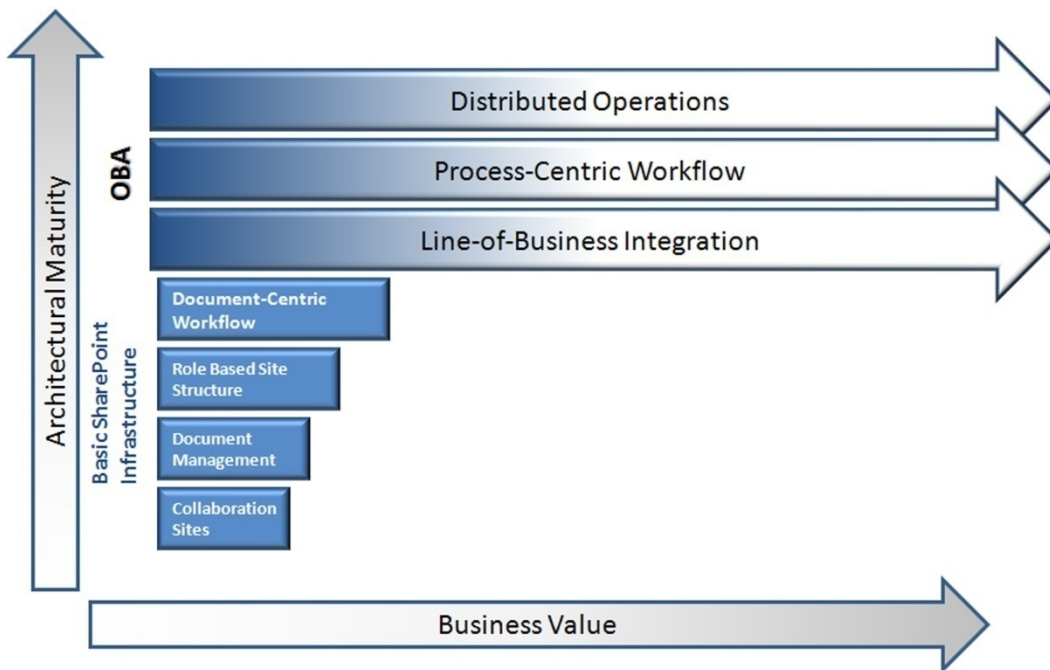 Architectural Maturity
OBA
Distributed Operations
Process-Centric Workflow
Line-of-Business Integration
Basic SharePoint
Infrastructure
Document-Centric
Workflow
Role Based Site
Structure
Document
Management
Collaboration
Sites
Business Value